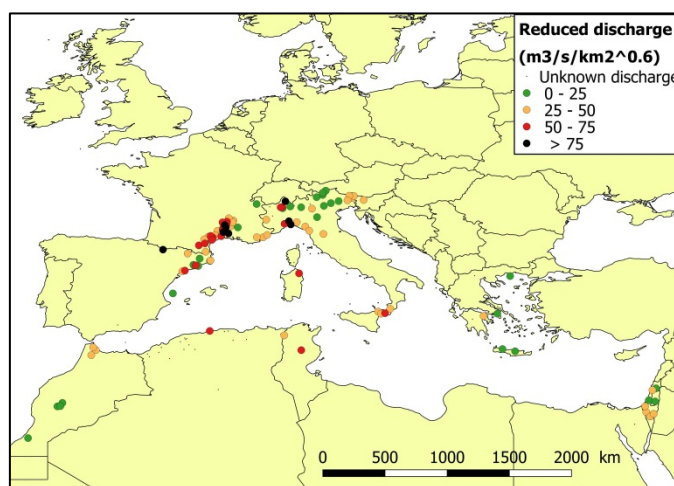 Reduced discharge
(m3/s/km2^0.6)
Unknown discharge
0 - 25
25 - 50
50 - 75
> 75
0 500 1000 1500 2000 km